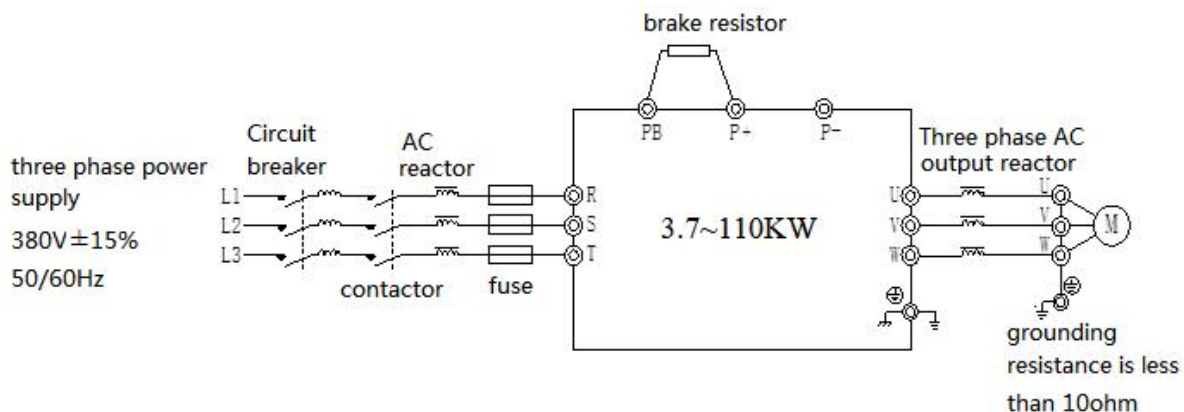 brake resistor
PB
P+
P-
Circuit
breaker
AC
reactor
Three phase AC
output reactor
three phase power
supply
380V±15%
50/60Hz
L1
L2
L3
R
S
T
3.7~110KW
U
V
W
U
V
W
M
contactor
fuse
grounding
resistance is less
than 10ohm